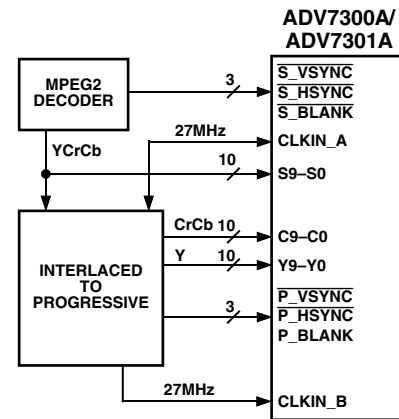 ADV7300A/
ADV7301A
MPEG2
DECODER
3
S_VSYNC
S_HSYNC
S_BLANK
27MHz
CLKIN_A
YCrCb
10
S9–S0
INTERLACED
TO
PROGRESSIVE
CrCb 10
C9–C0
Y 10
Y9–Y0
3
P_VSYNC
P_HSYNC
P_BLANK
27MHz
CLKIN_B